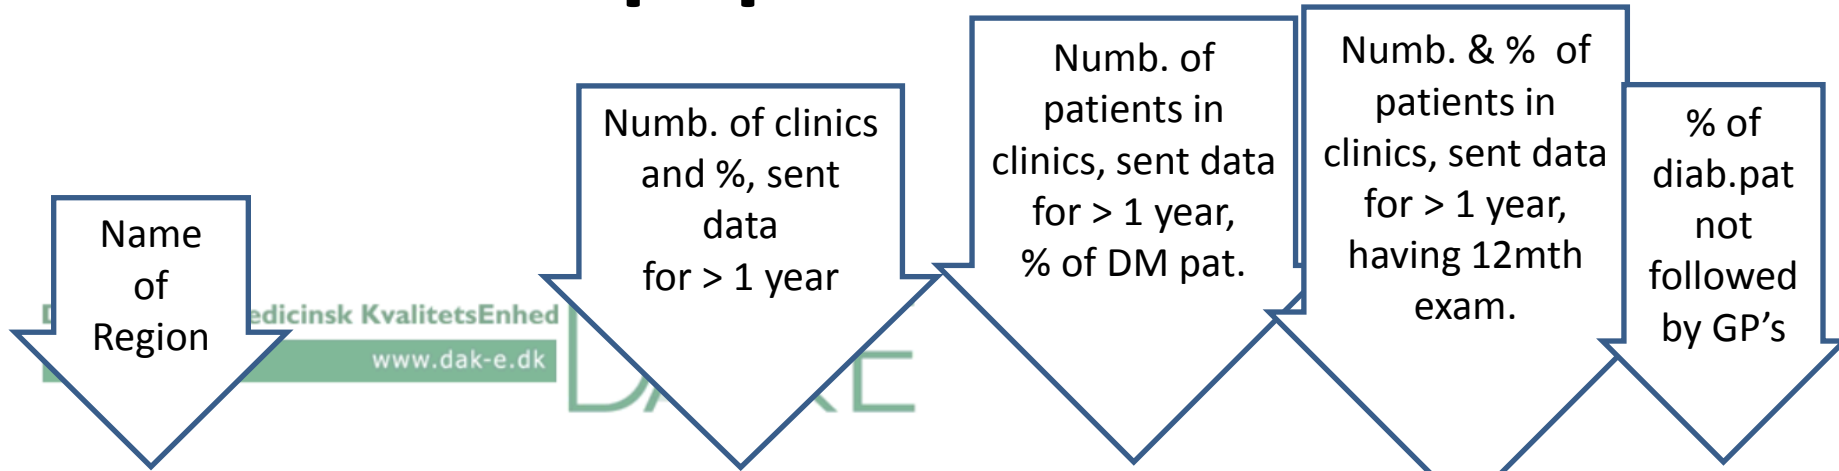 Name
of
Region
Numb. of clinics
and %, sent
data
for > 1 year
Numb. of
patients in
clinics, sent data
for > 1 year,
% of DM pat.
Numb. & % of
patients in
clinics, sent data
for > 1 year,
having 12mth
exam.
% of
diab.pat
not
followed
by GP's
KvalitetsEnhed
www.dak-e.dk